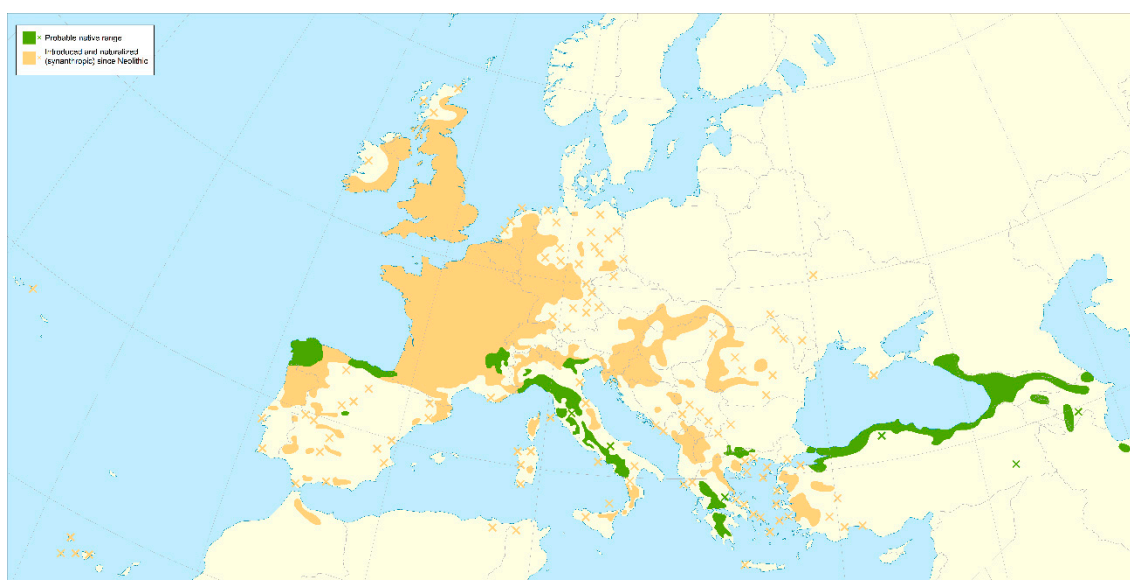 Probable native range
Introduced and naturalized
(synanthropic) since Neolithic